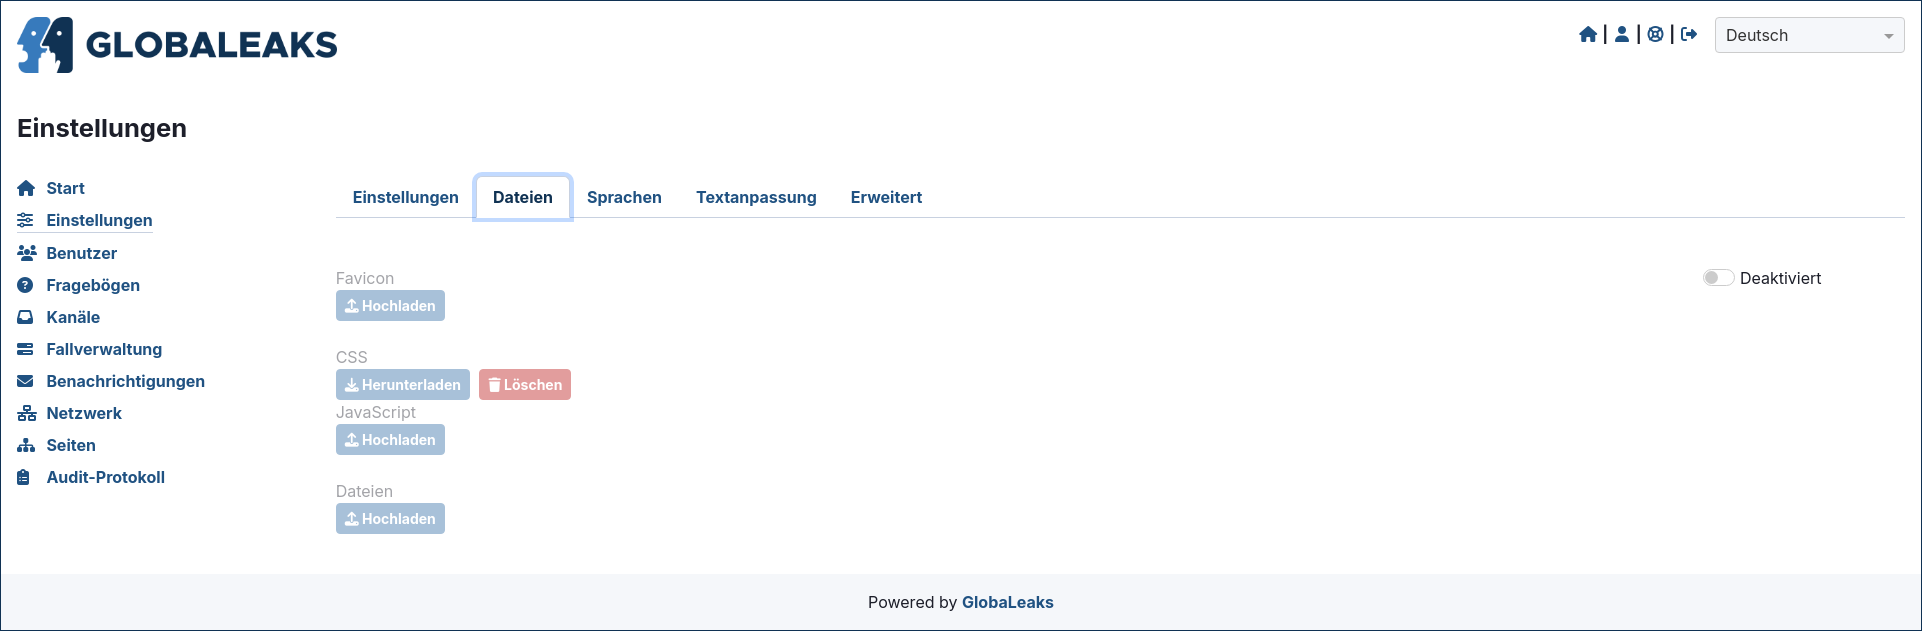 GLOBALEAKS
Deutsch
Einstellungen
Start
Einstellungen
Benutzer
Fragebögen
Kanäle
Fallverwaltung
Benachrichtigungen
Netzwerk
Seiten
Audit-Protokoll
Einstellungen Dateien Sprachen Textanpassung Erweitert
Favicon
Deaktiviert
Hochladen
CSS
Herunterladen Löschen
JavaScript
Hochladen
Dateien
Hochladen
Powered by GlobaLeaks